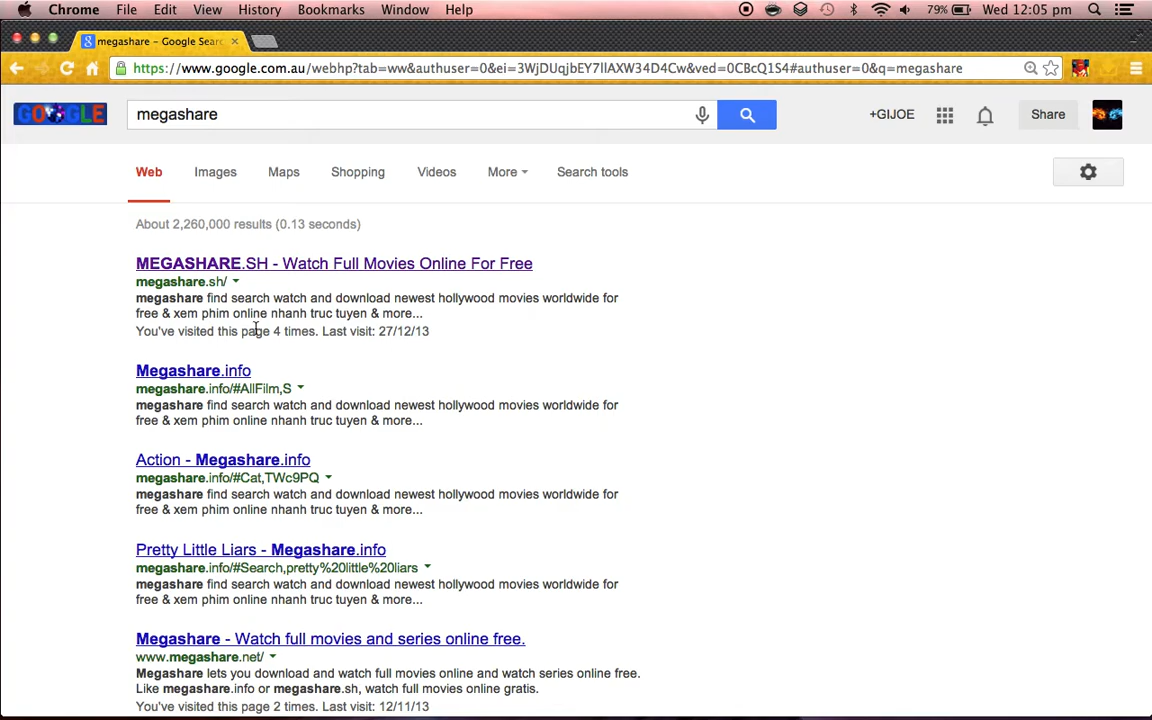 Chrome File Edit View History Bookmarks Window Help 79% Wed 12:05 pm
megashare - Google Searc
https://www.google.com.au/webhp?tab=ww&authuser=0&ei=3WjDUqjbEY7IlAXW34D4Cw&ved=0CBcQ1S4#authuser=0&q=megashare
GOOGLE megashare +GIJOE Share
Web Images Maps Shopping Videos More Search tools
About 2,260,000 results (0.13 seconds)
MEGASHARE.SH - Watch Full Movies Online For Free
megashare.sh/
megashare find search watch and download newest hollywood movies worldwide for
free & xem phim online nhanh truc tuyen & more...
You've visited this page 4 times. Last visit: 27/12/13
Megashare.info
megashare.info/#AllFilm,S
megashare find search watch and download newest hollywood movies worldwide for
free & xem phim online nhanh truc tuyen & more...
Action - Megashare.info
megashare.info/#Cat,TWc9PQ
megashare find search watch and download newest hollywood movies worldwide for
free & xem phim online nhanh truc tuyen & more...
Pretty Little Liars - Megashare.info
megashare.info/#Search,pretty%20little%20liars
megashare find search watch and download newest hollywood movies worldwide for
free & xem phim online nhanh truc tuyen & more...
Megashare - Watch full movies and series online free.
www.megashare.net/
Megashare lets you download and watch full movies online and watch series online free.
Like megashare.info or megashare.sh, watch full movies online gratis.
You've visited this page 2 times. Last visit: 12/11/13